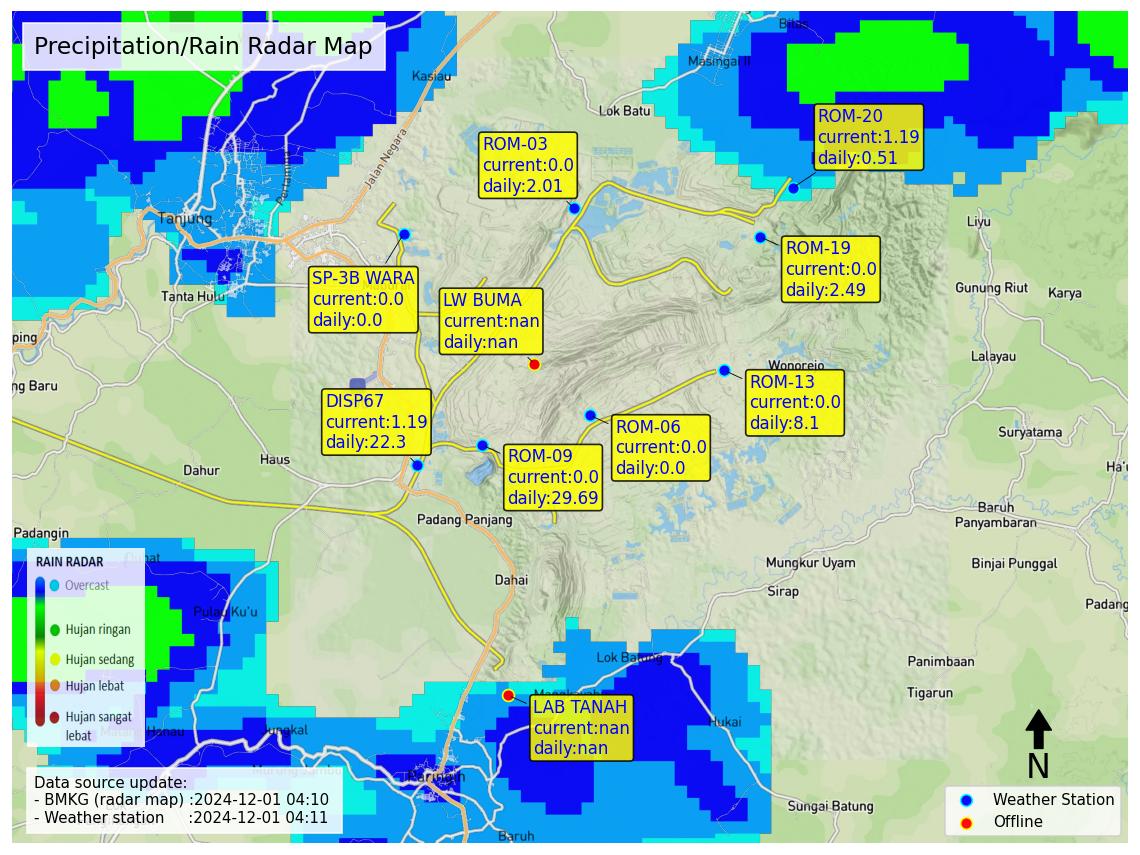 Precipitation/Rain Radar Map
Bitas
Masingai II
Kasiau
Lok Batu
ROM-20
current:1.19
daily:0.51
ROM-03
current:0.0
daily:2.01
Jalan Negara
Tanjung
Liyu
ROM-19
current:0.0
daily:2.49
SP-3B WARA
current:0.0
daily:0.0
LW BUMA
current:nan
daily:nan
Tanta Hulu
Gunung Riut
Karya
ping
Lalayau
Wonorejo
ng Baru
ROM-13
current:0.0
daily:8.1
DISP67
current:1.19
daily:22.3
ROM-06
current:0.0
daily:0.0
Suryatama
ROM-09
current:0.0
daily:29.69
Haus
Dahur
Ha'u
Baruh
Panyambaran
Padang Panjang
Padangin
Mungkur Uyam
Binjai Punggal
RAIN RADAR
Overcast
Dahai
Sirap
Padang
Pulau Ku'u
Hujan ringan
Hujan sedang
Hujan lebat
Hujan sangat
lebat
Lok Batung
Panimbaan
Tigarun
LAB TANAH
current:nan
daily:nan
Hukai
Hanau
Jungkal
N
Data source update:
- BMKG (radar map) :2024-12-01 04:10
- Weather station :2024-12-01 04:11
Paringin
Sungai Batung
Baruh
Weather Station
Offline